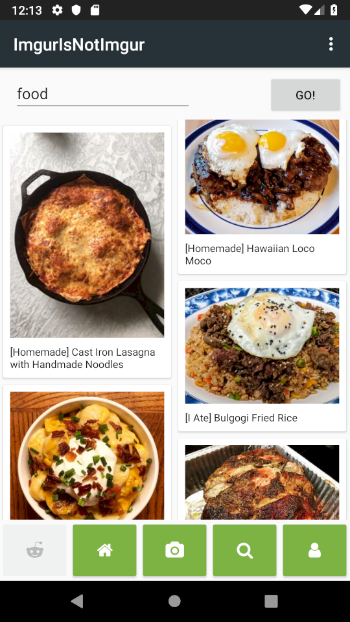 12:13
ImgurIsNotImgur
food
GO!
[Homemade] Hawaiian Loco
Moco
[Homemade] Cast Iron Lasagna
with Handmade Noodles
[I Ate] Bulgogi Fried Rice